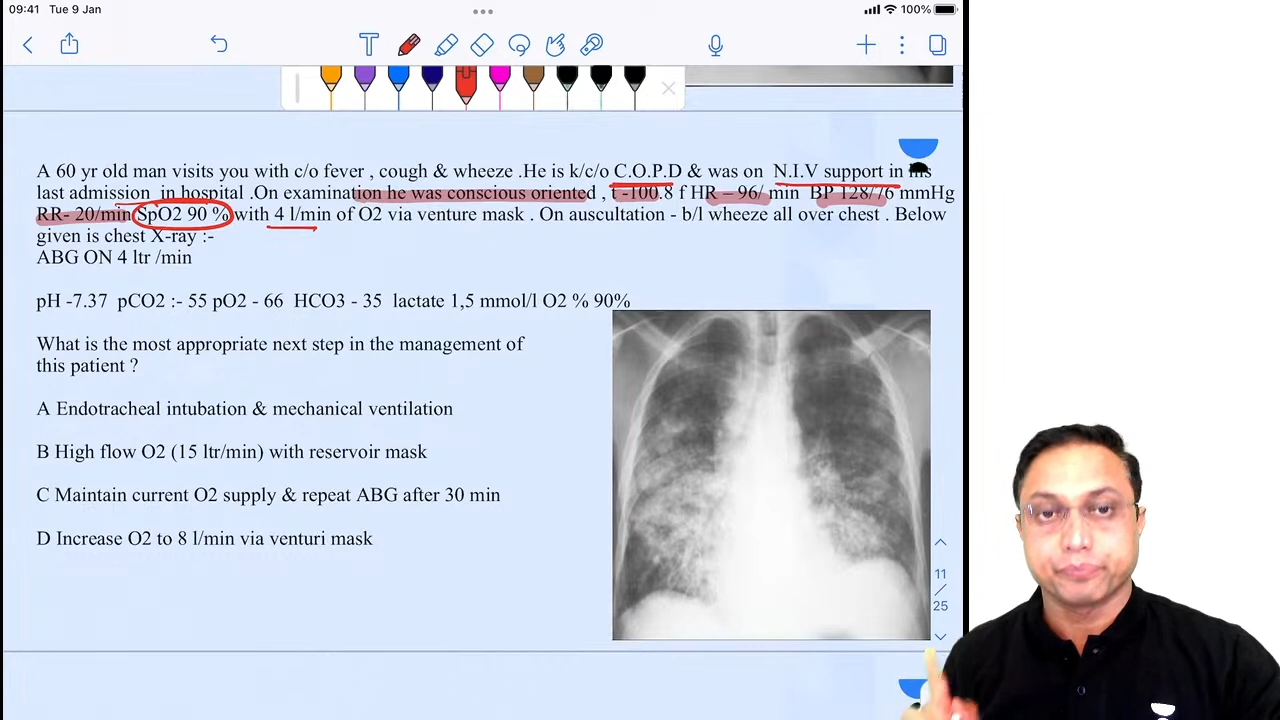 09:41 Tue 9 Jan
100%
T
A 60 yr old man visits you with c/o fever , cough & wheeze .He is k/c/o C.O.P.D & was on N.I.V support in his
last admission in hospital .On examination he was conscious oriented , t -100.8 f HR – 96/ min BP 128/76 mmHg
RR- 20/min SpO2 90 % with 4 l/min of O2 via venture mask . On auscultation - b/l wheeze all over chest . Below
given is chest X-ray :-
ABG ON 4 ltr /min
pH -7.37 pCO2 :- 55 pO2 - 66 HCO3 - 35 lactate 1,5 mmol/l O2 % 90%
What is the most appropriate next step in the management of
this patient ?
A Endotracheal intubation & mechanical ventilation
B High flow O2 (15 ltr/min) with reservoir mask
C Maintain current O2 supply & repeat ABG after 30 min
D Increase O2 to 8 l/min via venturi mask
11
/
25